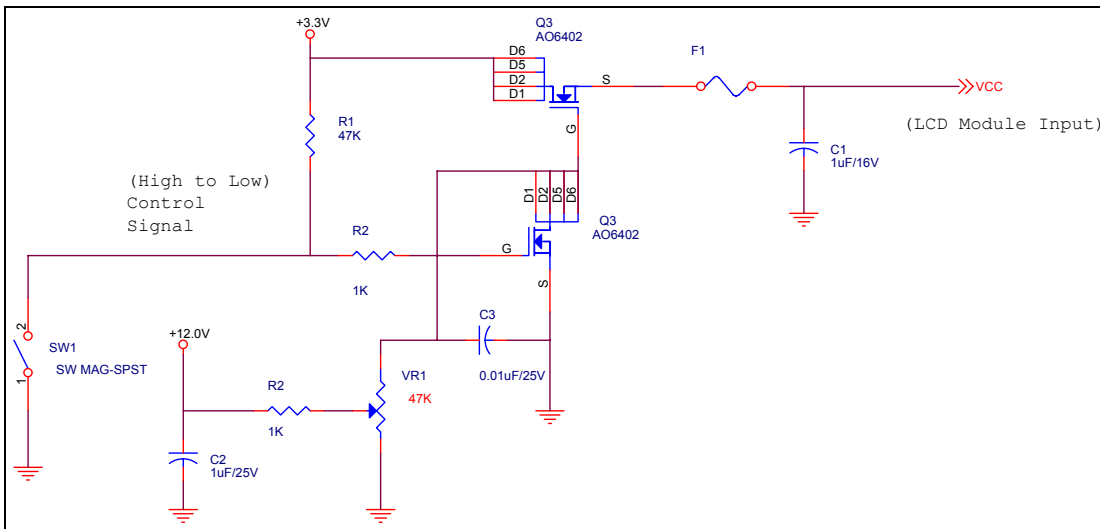 +3.3V
Q3
AO6402
D6
D5
D2
D1
S
G
F1
VCC
(LCD Module Input)
R1
47K
C1
1uF/16V
(High to Low)
Control
Signal
D1
D2
D5
D6
Q3
AO6402
R2
1K
G
S
2
1
SW1
SW MAG-SPST
+12.0V
C3
0.01uF/25V
R2
1K
VR1
47K
C2
1uF/25V